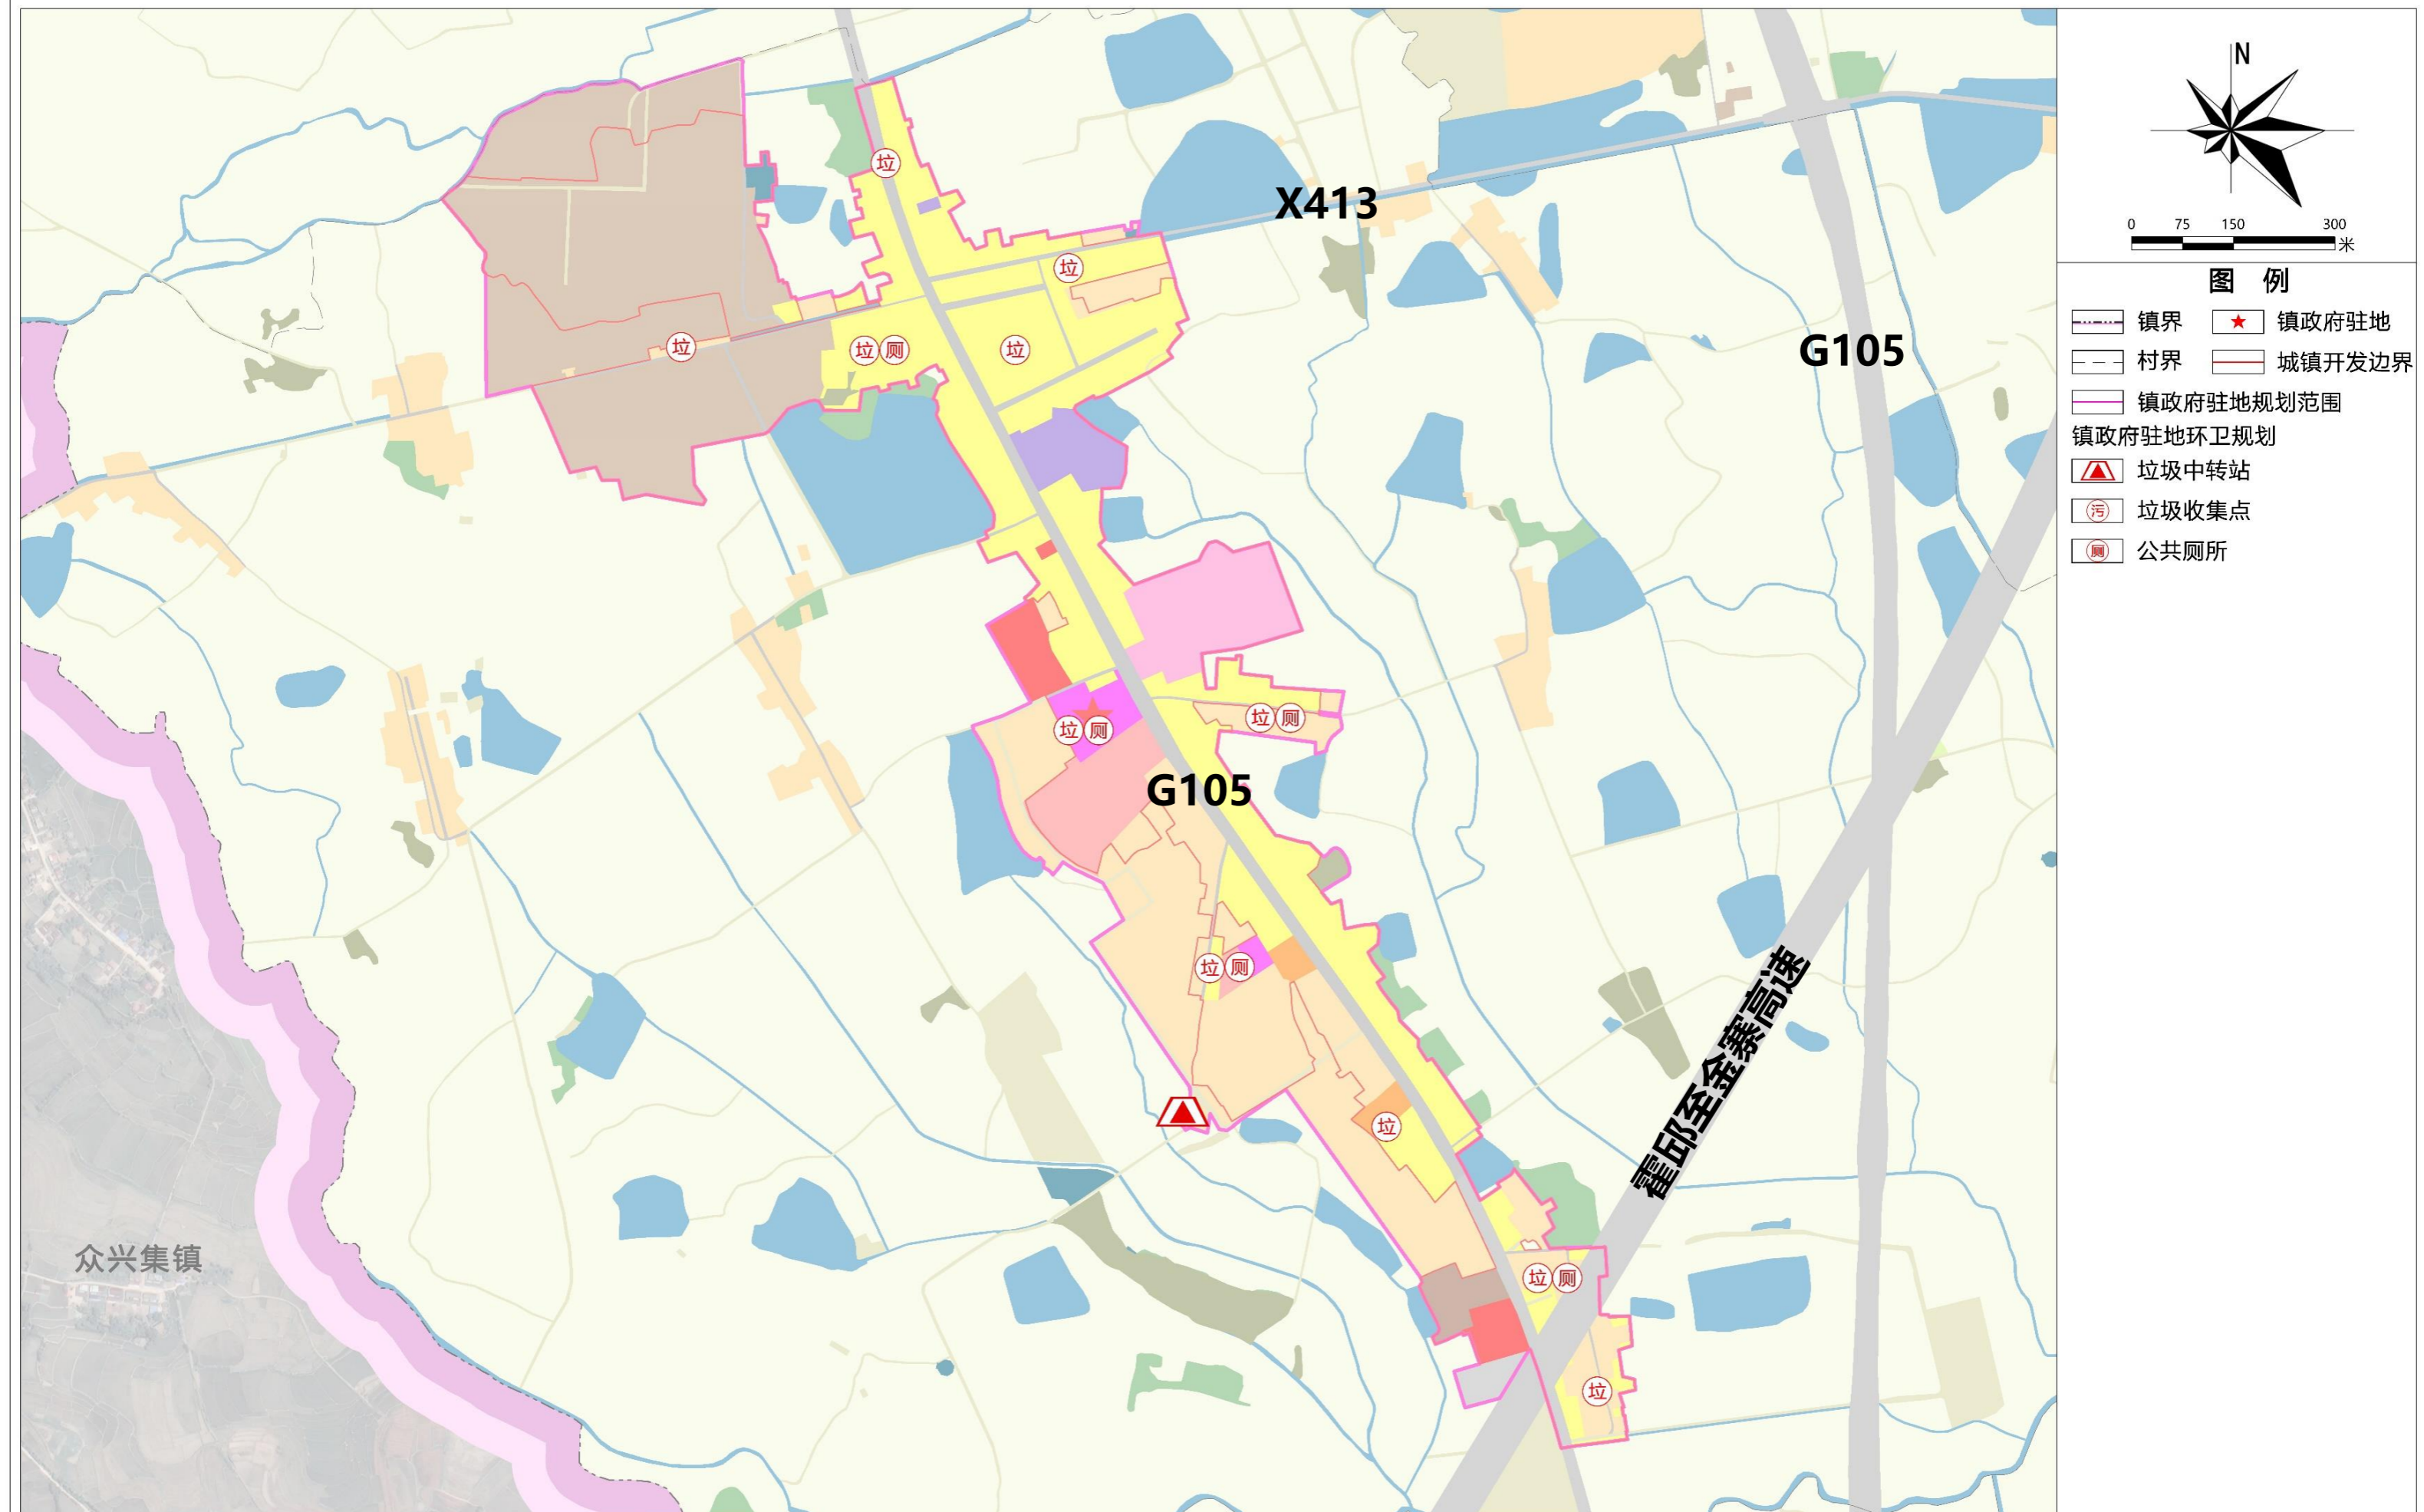 垃
X413
垃
垃
垃厕
垃
G105
垃厕
垃厕
G105
垃厕
霍邱至金寨高速
垃
众兴集镇
垃厕
垃
N
0 75 150 300
米
图 例
镇界 镇政府驻地
村界 城镇开发边界
镇政府驻地规划范围
镇政府驻地环卫规划
垃圾中转站
污 垃圾收集点
厕 公共厕所